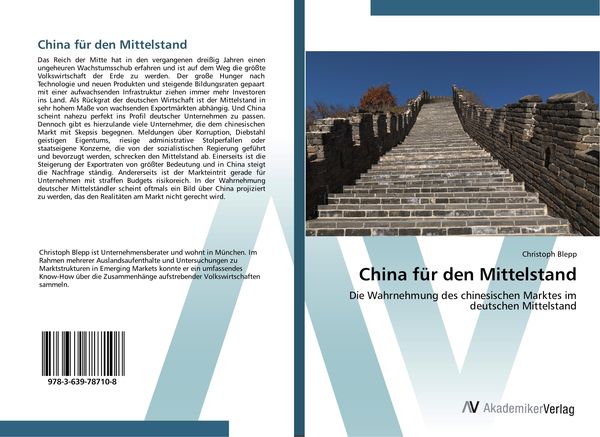 China für den Mittelstand
Das Reich der Mitte hat in den vergangenen dreißig Jahren einen
ungeheuren Wachstumsschub erfahren und ist auf dem Weg die größte
Volkswirtschaft der Erde zu werden. Der große Hunger nach
Technologie und neuen Produkten und steigende Bildungsraten gepaart
mit einer aufwachsenden Infrastruktur ziehen immer mehr Investoren
ins Land. Als Rückgrat der deutschen Wirtschaft ist der Mittelstand in
sehr hohem Maße von wachsenden Exportmärkten abhängig. Und China
scheint nahezu perfekt ins Profil deutscher Unternehmen zu passen.
Dennoch gibt es hierzulande viele Unternehmer, die dem chinesischen
Markt mit Skepsis begegnen. Meldungen über Korruption, Diebstahl
geistigen Eigentums, riesige administrative Stolperfallen oder
staatseigene Konzerne, die von der sozialistischen Regierung geführt
und bevorzugt werden, schrecken den Mittelstand ab. Einerseits ist die
Steigerung der Exportraten von größter Bedeutung und in China steigt
die Nachfrage ständig. Andererseits ist der Markteintritt gerade für
Unternehmen mit straffen Budgets risikoreich. In der Wahrnehmung
deutscher Mittelständler scheint oftmals ein Bild über China projiziert
zu werden, das den Realitäten am Markt nicht gerecht wird.
Christoph Blepp ist Unternehmensberater und wohnt in München. Im
Rahmen mehrerer Auslandsaufenthalte und Untersuchungen zu
Marktstrukturen in Emerging Markets konnte er ein umfassendes
Know-How über die Zusammenhänge aufstrebender Volkswirtschaften
sammeln.
978-3-639-78710-8
Christoph Blepp
China für den Mittelstand
Die Wahrnehmung des chinesischen Marktes im
deutschen Mittelstand
AV AkademikerVerlag